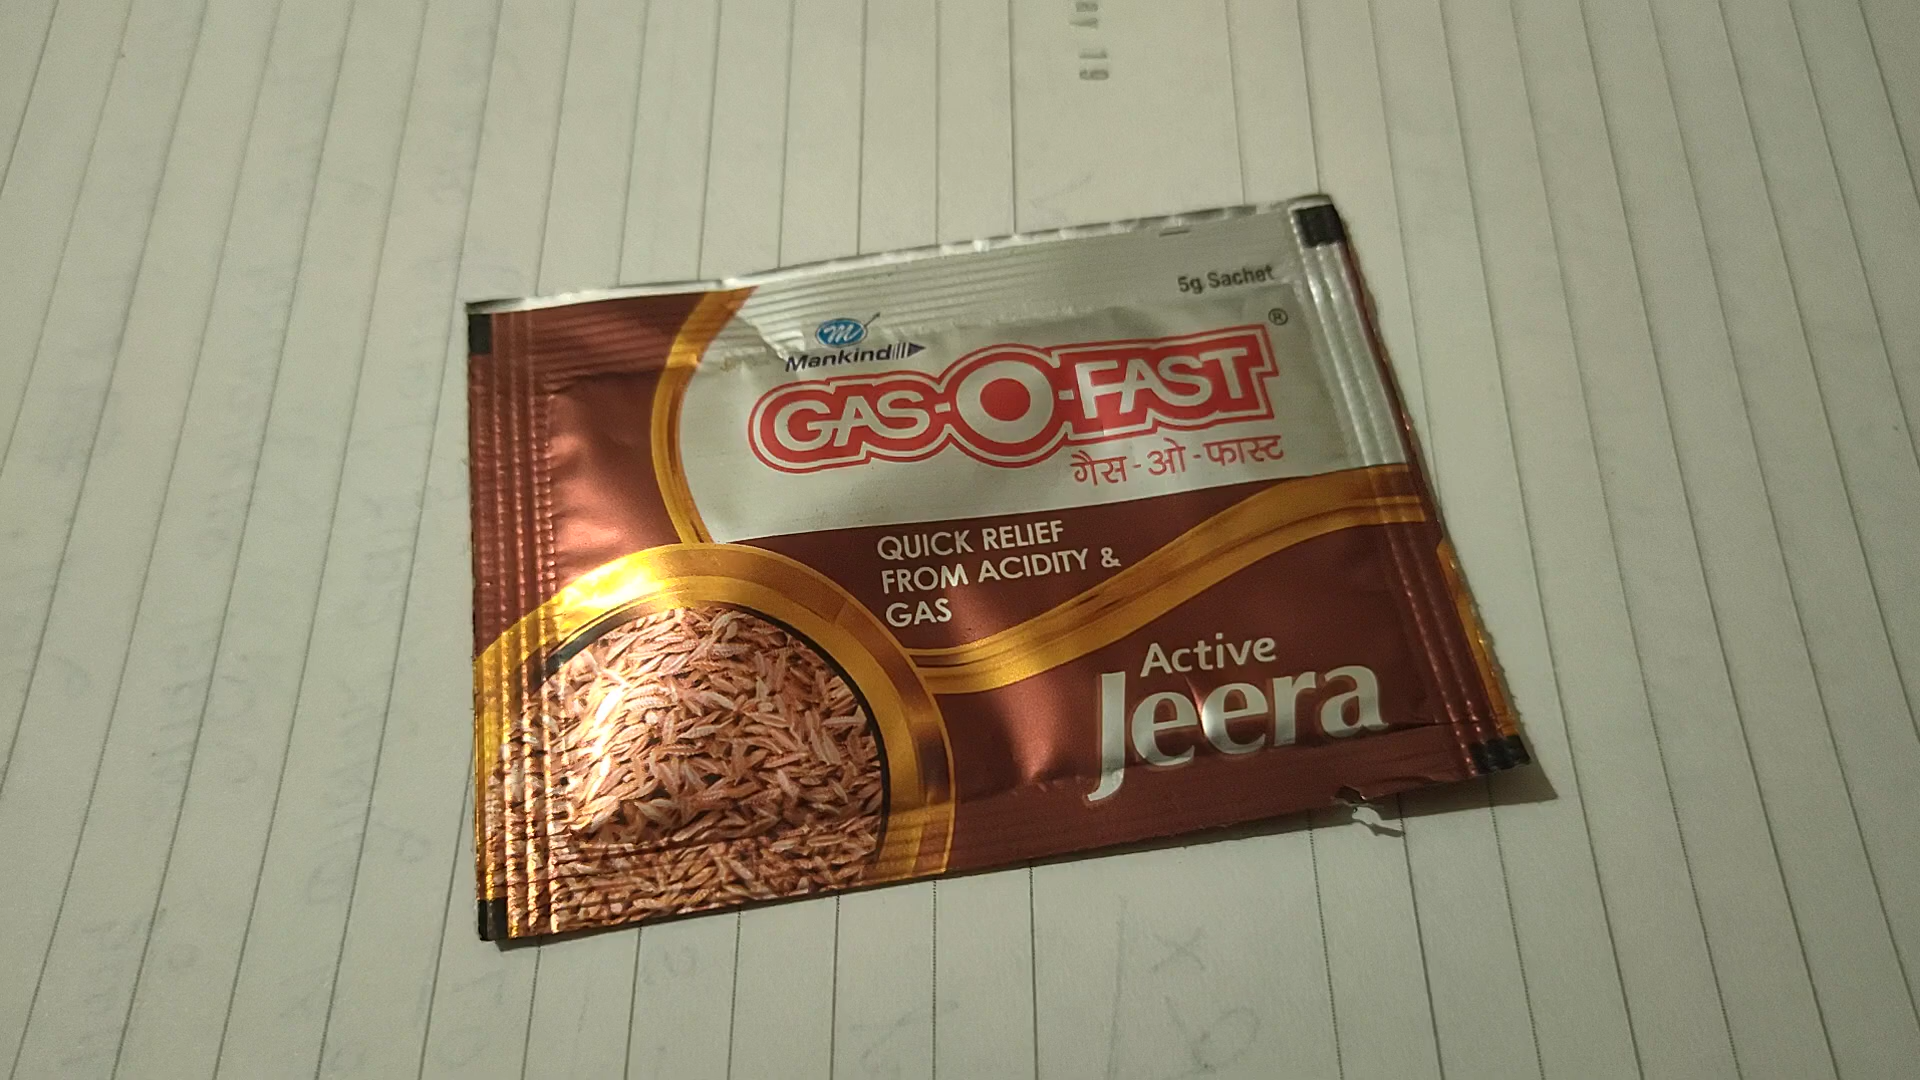 5g Sachet
Mankind
GAS-O-FAST®
गैस-ओ-फास्ट
QUICK RELIEF
FROM ACIDITY &
GAS
Active
Jeera